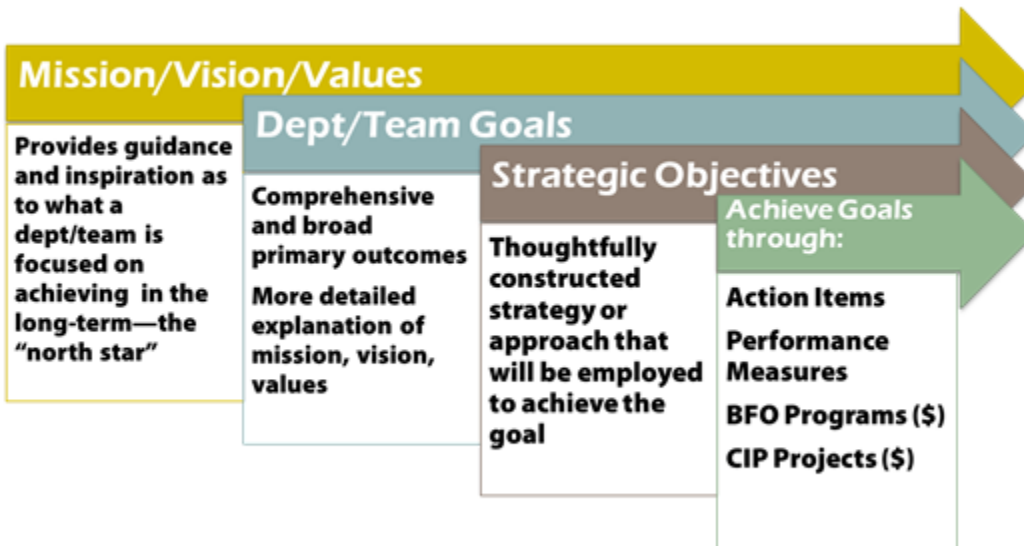 Mission/Vision/Values
Provides guidance
and inspiration as
to what a
dept/team is
focused on
achieving in the
long-term—the
“north star”
Dept/Team Goals
Comprehensive
and broad
primary outcomes
More detailed
explanation of
mission, vision,
values
Strategic Objectives
Thoughtfully
constructed
strategy or
approach that
will be employed
to achieve the
goal
Achieve Goals
through:
Action Items
Performance
Measures
BFO Programs ($)
CIP Projects ($)